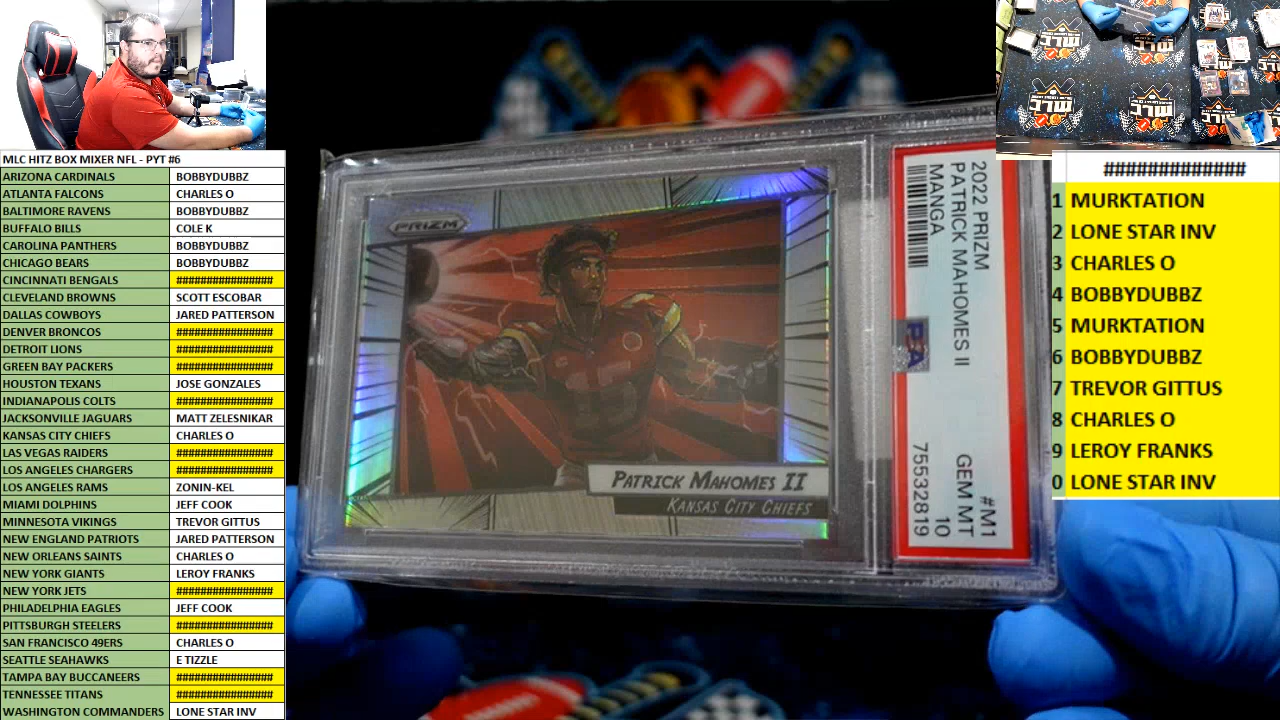 MLC HITZ BOX MIXER NFL - PYT #6
ARIZONA CARDINALS BOBBYDUBBZ
ATLANTA FALCONS CHARLES O
BALTIMORE RAVENS BOBBYDUBBZ
BUFFALO BILLS COLE K
CAROLINA PANTHERS BOBBYDUBBZ
CHICAGO BEARS BOBBYDUBBZ
CINCINNATI BENGALS ################
CLEVELAND BROWNS SCOTT ESCOBAR
DALLAS COWBOYS JARED PATTERSON
DENVER BRONCOS ################
DETROIT LIONS ################
GREEN BAY PACKERS ################
HOUSTON TEXANS JOSE GONZALES
INDIANAPOLIS COLTS ################
JACKSONVILLE JAGUARS MATT ZELESNIKAR
KANSAS CITY CHIEFS CHARLES O
LAS VEGAS RAIDERS ################
LOS ANGELES CHARGERS ################
LOS ANGELES RAMS ZONIN-KEL
MIAMI DOLPHINS JEFF COOK
MINNESOTA VIKINGS TREVOR GITTUS
NEW ENGLAND PATRIOTS JARED PATTERSON
NEW ORLEANS SAINTS CHARLES O
NEW YORK GIANTS LEROY FRANKS
NEW YORK JETS ################
PHILADELPHIA EAGLES JEFF COOK
PITTSBURGH STEELERS ################
SAN FRANCISCO 49ERS CHARLES O
SEATTLE SEAHAWKS E TIZZLE
TAMPA BAY BUCCANEERS ################
TENNESSEE TITANS ################
WASHINGTON COMMANDERS LONE STAR INV
PRIZM
15
PATRICK MAHOMES II
KANSAS CITY CHIEFS
2022 PRIZM #M1
PATRICK MAHOMES II GEM MT
MANGA 10
PSA
75532819
MLC
MLC
MLC
MLC
#############
1 MURKTATION
2 LONE STAR INV
3 CHARLES O
4 BOBBYDUBBZ
5 MURKTATION
6 BOBBYDUBBZ
7 TREVOR GITTUS
8 CHARLES O
9 LEROY FRANKS
0 LONE STAR INV